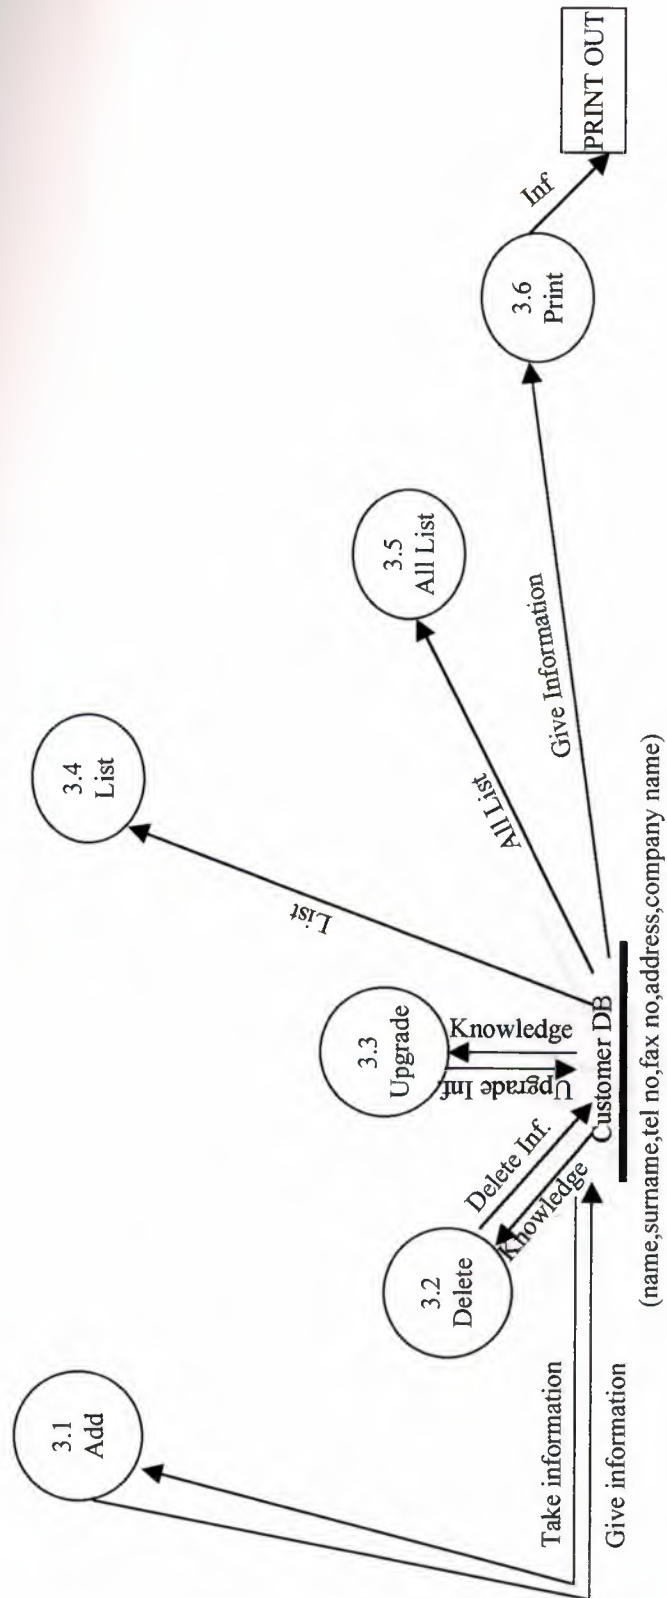 3.1
Add
3.2
Delete
3.3
Upgrade
3.4
List
3.5
All List
3.6
Print
PRINT OUT
Inf
Take information
Give information
Delete Inf.
Knowledge
Upgrade Inf.
Knowledge
List
All List
Give Information
Customer DB
(name,surname,tel no,fax no,address,company name)